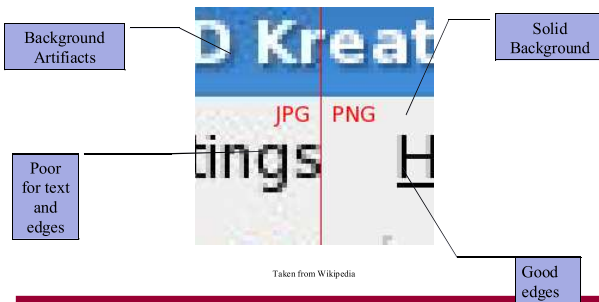 Background
Artifiacts
D Kreat
Solid
Background
JPG PNG
tings H
Poor
for text
and
edges
Taken from Wikipedia
Good
edges